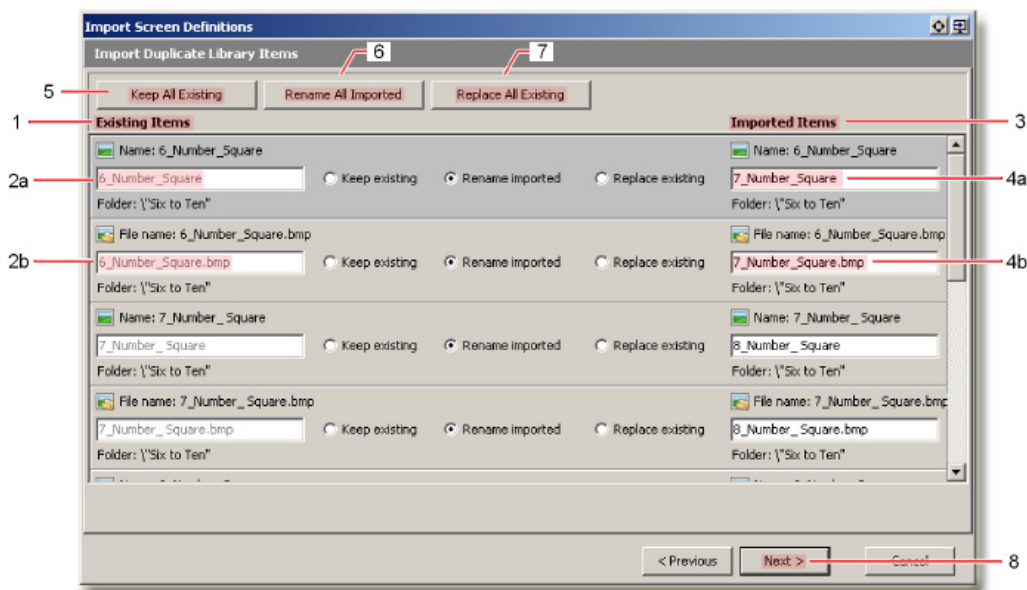 Import Screen Definitions
Import Duplicate Library Items
6
7
5
Keep All Existing
Rename All Imported
Replace All Existing
1
Existing Items
Imported Items
3
Name: 6_Number_Square
Name: 6_Number_Square
2a
6_Number_Square
Keep existing
Rename imported
Replace existing
7_Number_Square
4a
Folder: \"Six to Ten"
Folder: \"Six to Ten"
File name: 6_Number_Square.bmp
File name: 6_Number_Square.bmp
2b
6_Number_Square.bmp
Keep existing
Rename imported
Replace existing
7_Number_Square.bmp
4b
Folder: \"Six to Ten"
Folder: \"Six to Ten"
Name: 7_Number_ Square
Name: 7_Number_ Square
7_Number_ Square
Keep existing
Rename imported
Replace existing
8_Number_ Square
Folder: \"Six to Ten"
Folder: \"Six to Ten"
File name: 7_Number_ Square.bmp
File name: 7_Number_ Square.bmp
7_Number_ Square.bmp
Keep existing
Rename imported
Replace existing
8_Number_ Square.bmp
Folder: \"Six to Ten"
Folder: \"Six to Ten"
< Previous
Next >
Cancel
8